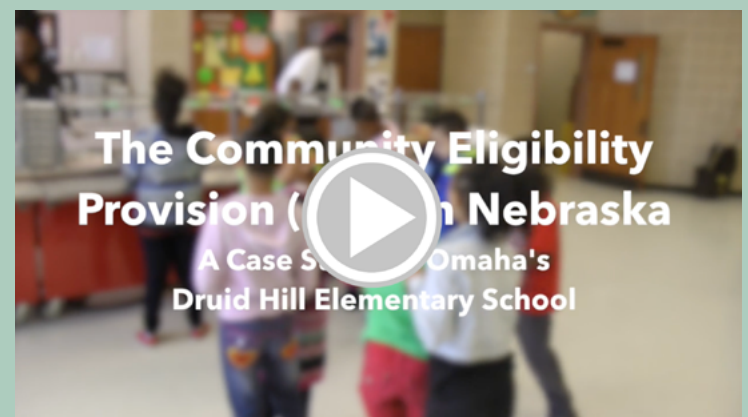 The Community Eligibility
Provision ( Nebraska
A Case Omaha's
Druid Hill Elementary School